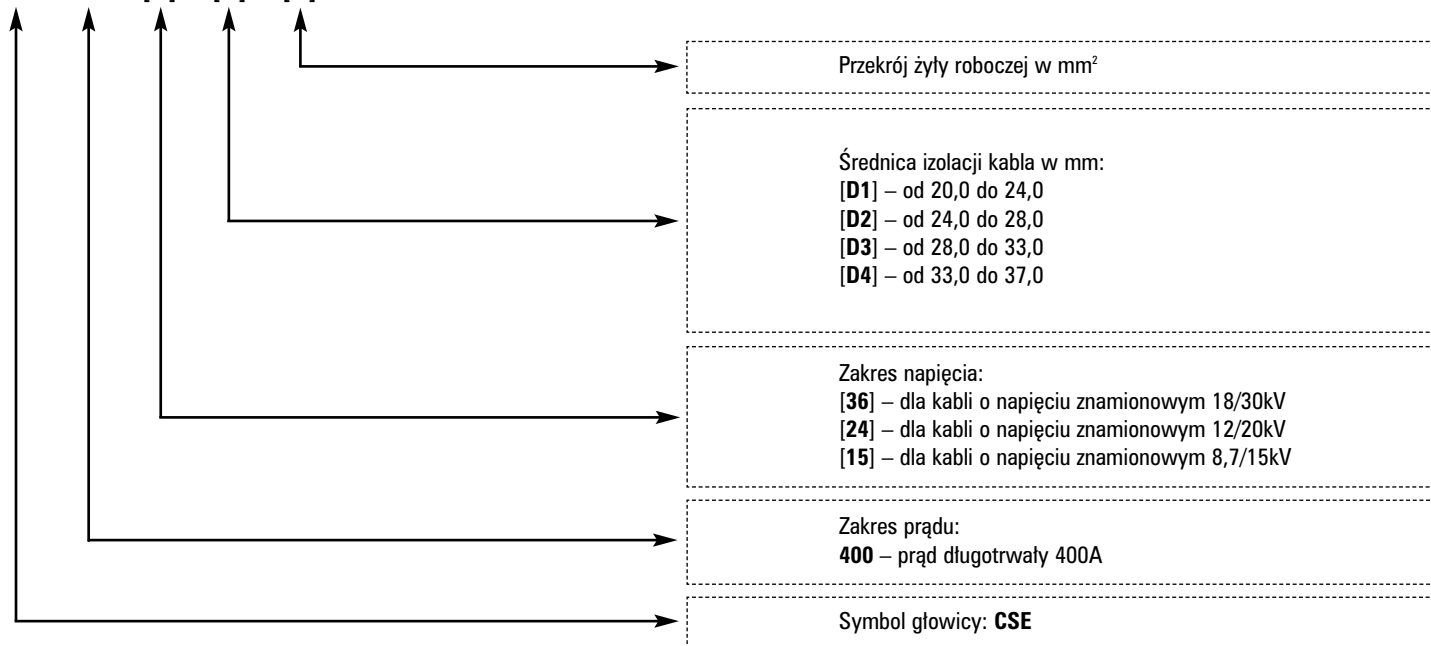 Przekrój żyły roboczej w mm²
Średnica izolacji kabla w mm:
[D1] – od 20,0 do 24,0
[D2] – od 24,0 do 28,0
[D3] – od 28,0 do 33,0
[D4] – od 33,0 do 37,0
Zakres napięcia:
[36] – dla kabli o napięciu znamionowym 18/30kV
[24] – dla kabli o napięciu znamionowym 12/20kV
[15] – dla kabli o napięciu znamionowym 8,7/15kV
Zakres prądu:
400 – prąd długotrwały 400A
Symbol głowicy: CSE